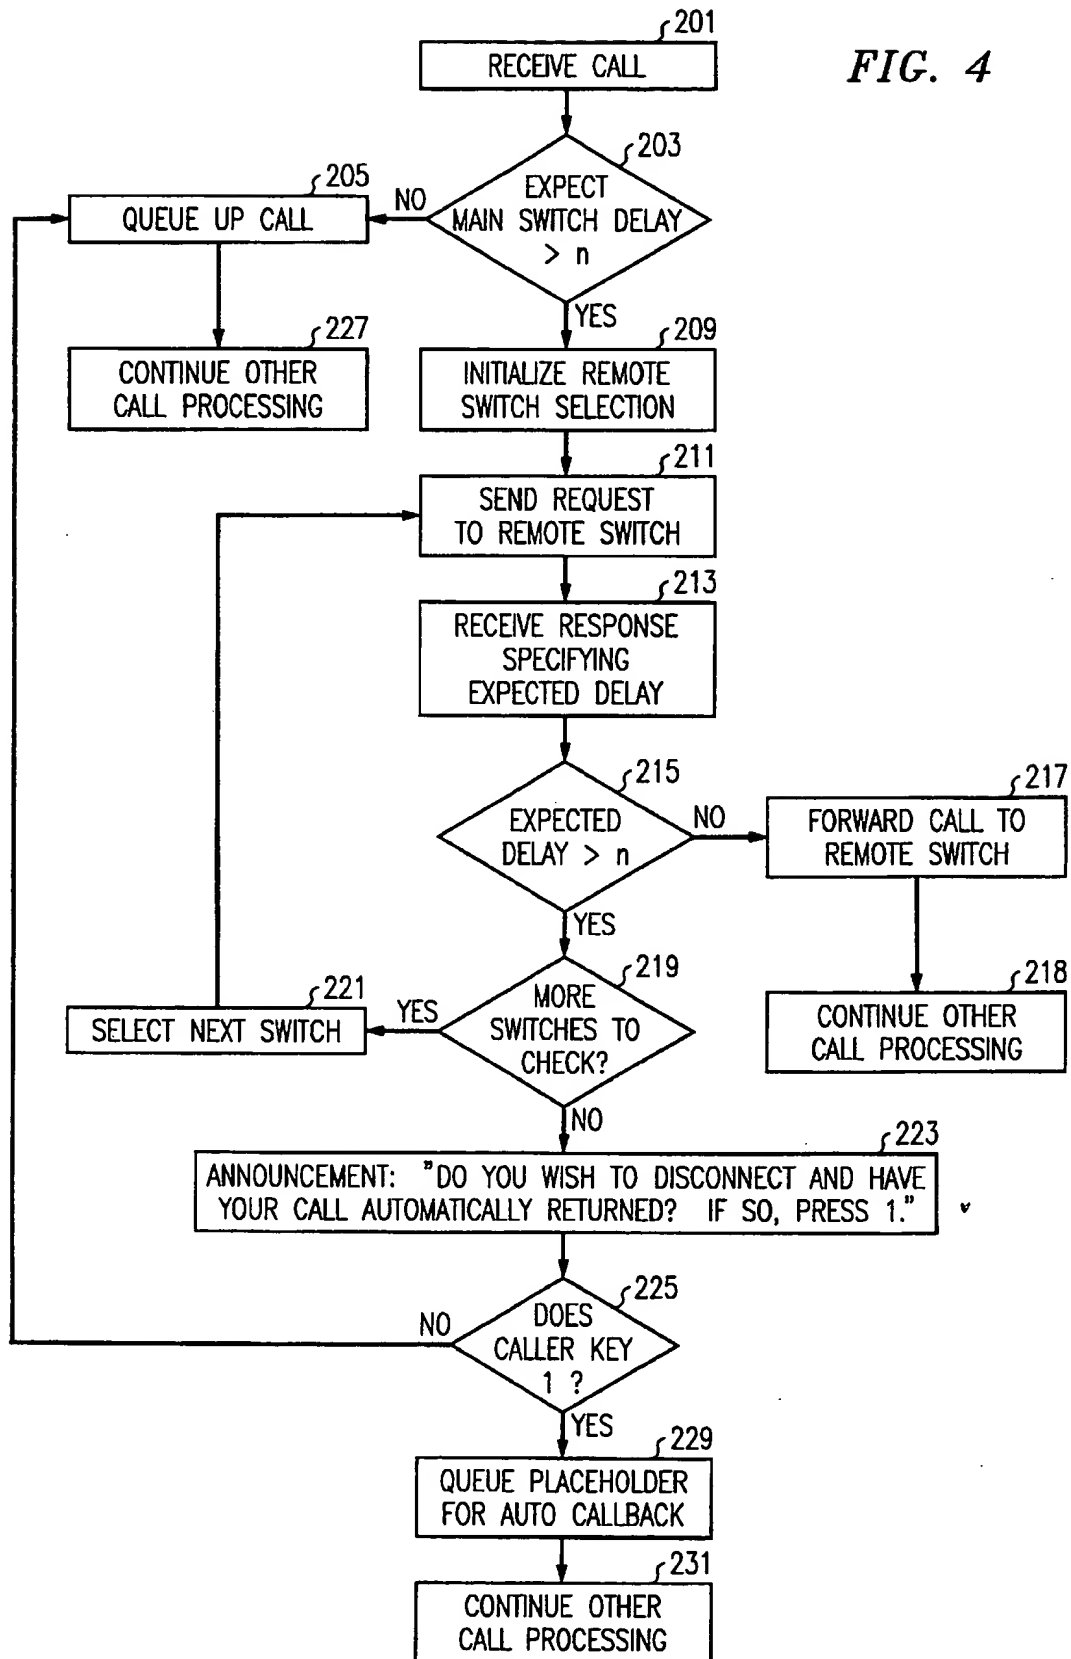 201
RECEIVE CALL
FIG. 4
203
EXPECT
MAIN SWITCH DELAY
> n
NO
205
QUEUE UP CALL
YES
227
CONTINUE OTHER
CALL PROCESSING
209
INITIALIZE REMOTE
SWITCH SELECTION
211
SEND REQUEST
TO REMOTE SWITCH
213
RECEIVE RESPONSE
SPECIFYING
EXPECTED DELAY
215
EXPECTED
DELAY > n
NO
217
FORWARD CALL TO
REMOTE SWITCH
YES
218
CONTINUE OTHER
CALL PROCESSING
219
MORE
SWITCHES TO
CHECK?
YES
221
SELECT NEXT SWITCH
NO
223
ANNOUNCEMENT: "DO YOU WISH TO DISCONNECT AND HAVE
YOUR CALL AUTOMATICALLY RETURNED? IF SO, PRESS 1."
225
DOES
CALLER KEY
1 ?
NO
YES
229
QUEUE PLACEHOLDER
FOR AUTO CALLBACK
231
CONTINUE OTHER
CALL PROCESSING